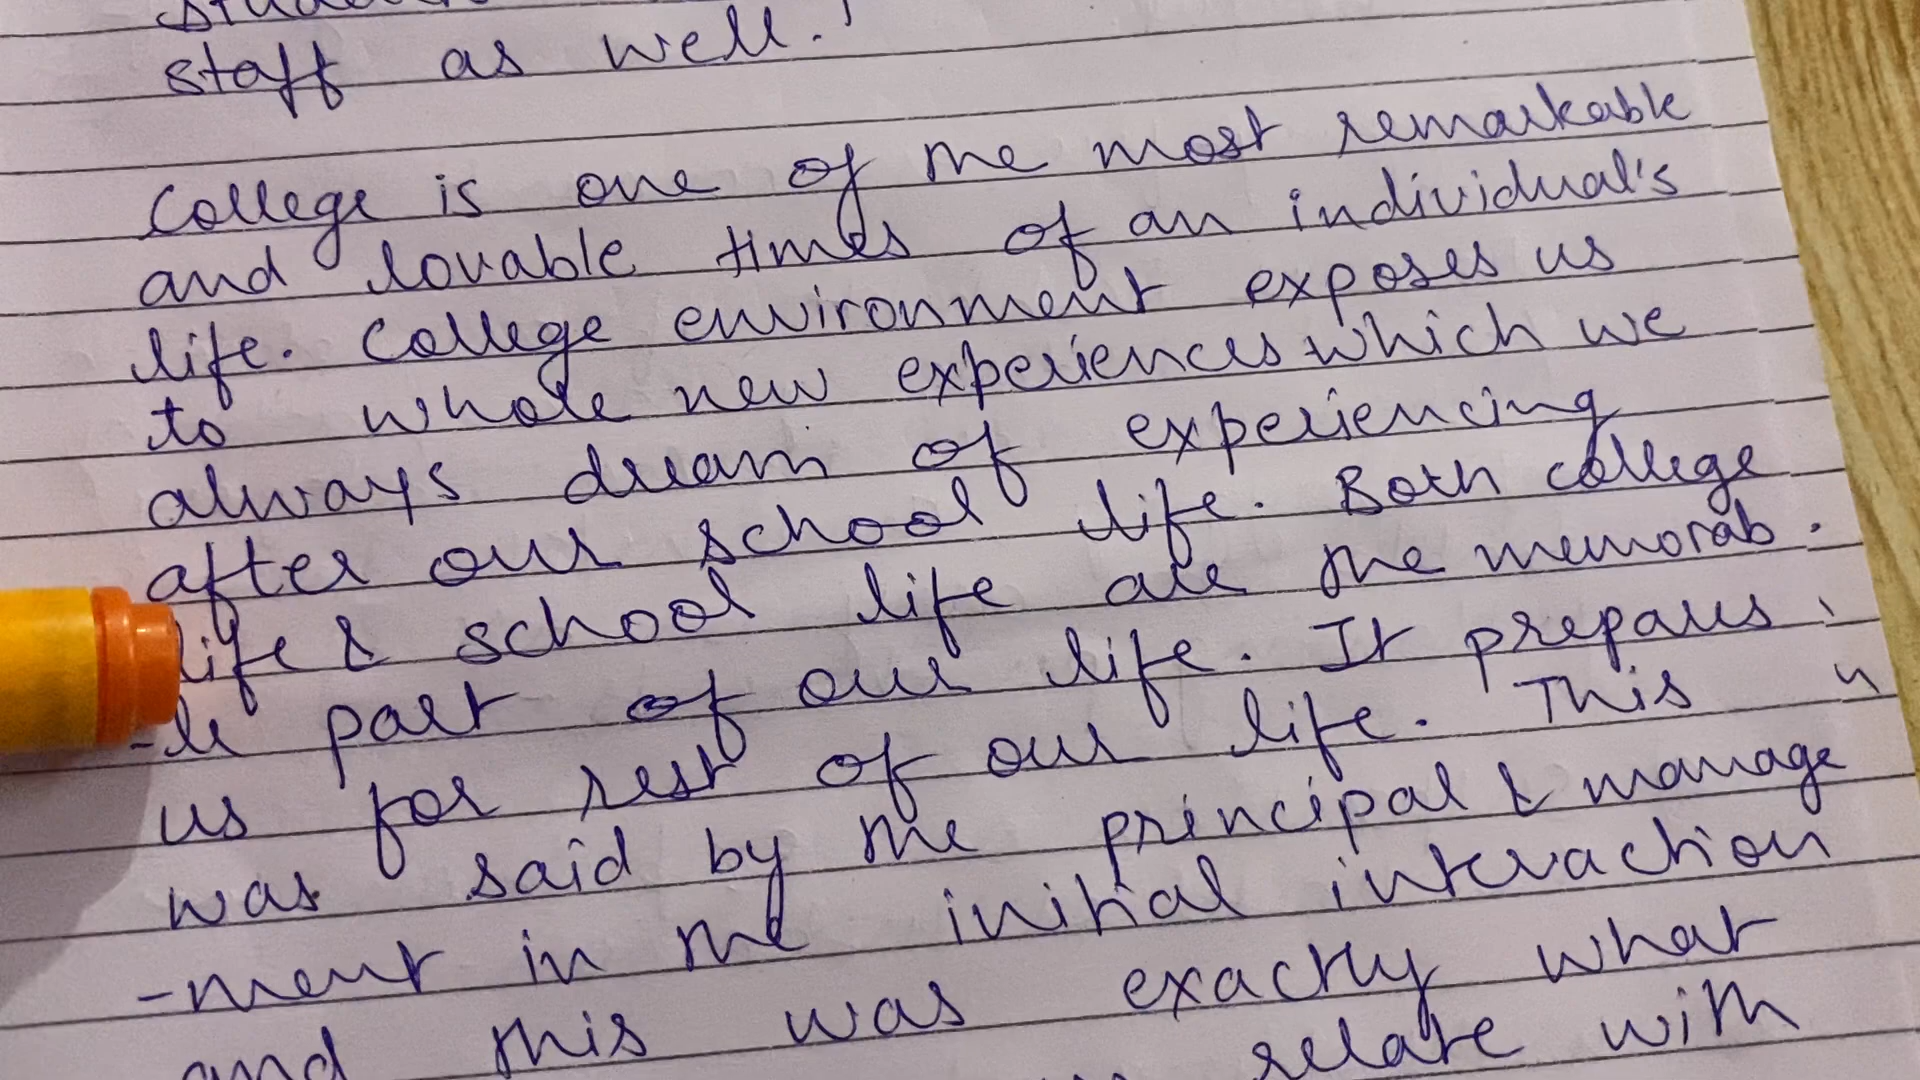 staff as well.
College is one of the most remarkable
and lovable times of an individual's
life. College environment exposes us
to whole new experiences which we
always dream of experiencing
after our school life. Both college
life & school life are the memorab
-le part of our life. It prepares
us for rest of our life. This
was said by the principal & manage
-ment in the initial interaction
and this was exactly what
relate with